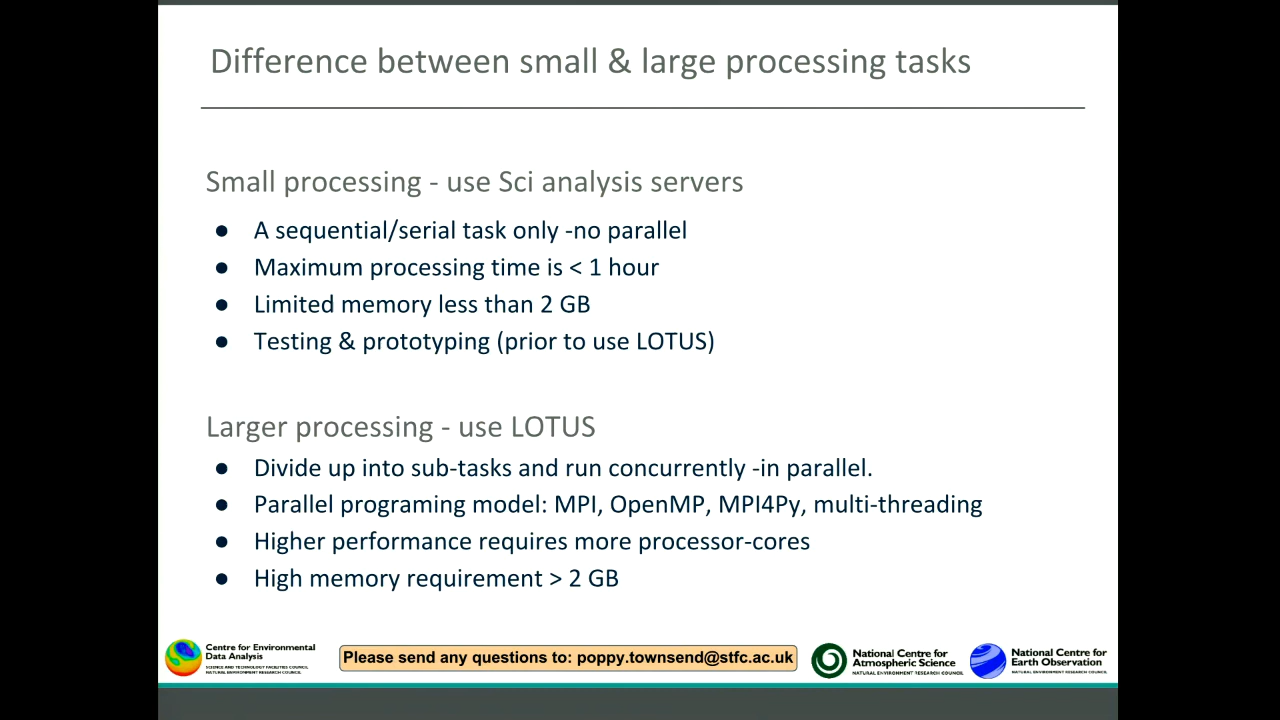 Difference between small & large processing tasks
Small processing - use Sci analysis servers
● A sequential/serial task only -no parallel
● Maximum processing time is < 1 hour
● Limited memory less than 2 GB
● Testing & prototyping (prior to use LOTUS)
Larger processing - use LOTUS
● Divide up into sub-tasks and run concurrently -in parallel.
● Parallel programing model: MPI, OpenMP, MPI4Py, multi-threading
● Higher performance requires more processor-cores
● High memory requirement > 2 GB
Centre for Environmental
Data Analysis
SCIENCE AND TECHNOLOGY FACILITIES COUNCIL
NATURAL ENVIRONMENT RESEARCH COUNCIL
Please send any questions to: poppy.townsend@stfc.ac.uk
National Centre for
Atmospheric Science
NATURAL ENVIRONMENT RESEARCH COUNCIL
National Centre for
Earth Observation
NATURAL ENVIRONMENT RESEARCH COUNCIL